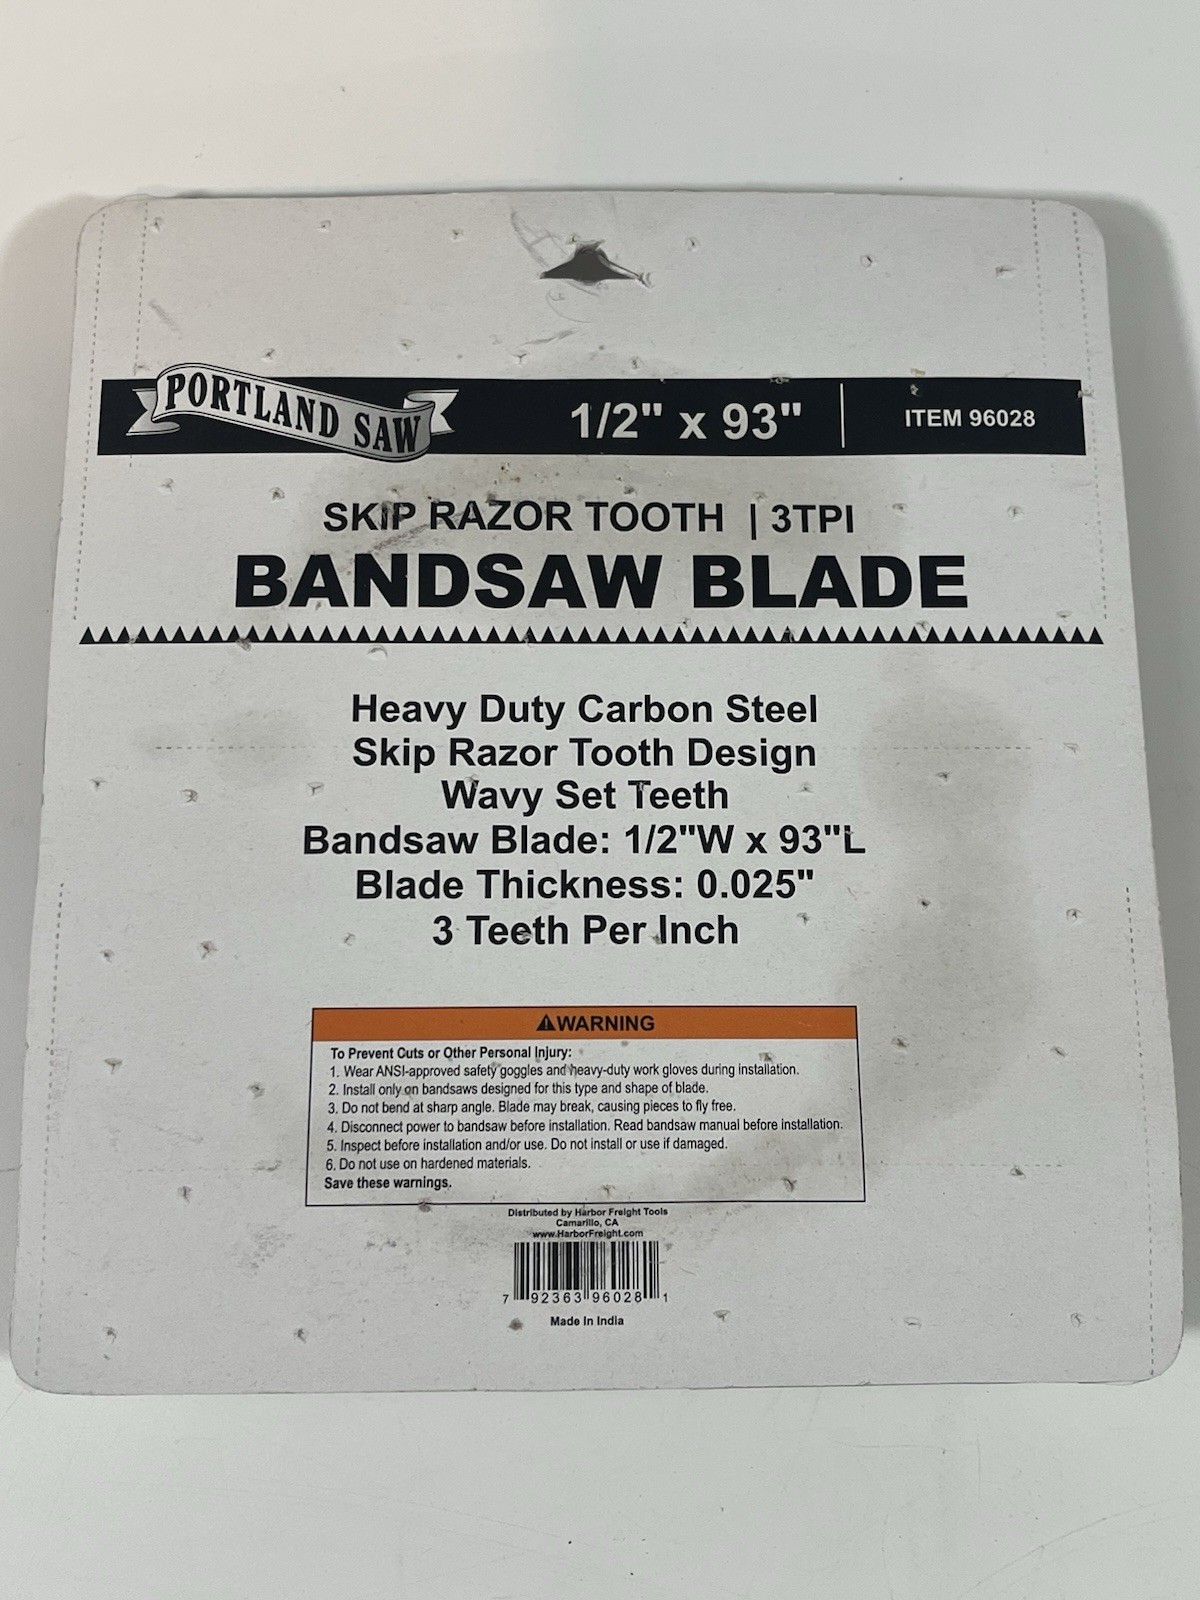 PORTLAND SAW
1/2" x 93"
ITEM 96028
SKIP RAZOR TOOTH | 3TPI
BANDSAW BLADE
Heavy Duty Carbon Steel
Skip Razor Tooth Design
Wavy Set Teeth
Bandsaw Blade: 1/2"W x 93"L
Blade Thickness: 0.025"
3 Teeth Per Inch
⚠WARNING
To Prevent Cuts or Other Personal Injury:
1. Wear ANSI-approved safety goggles and heavy-duty work gloves during installation.
2. Install only on bandsaws designed for this type and shape of blade.
3. Do not bend at sharp angle. Blade may break, causing pieces to fly free.
4. Disconnect power to bandsaw before installation. Read bandsaw manual before installation.
5. Inspect before installation and/or use. Do not install or use if damaged.
6. Do not use on hardened materials.
Save these warnings.
Distributed by Harbor Freight Tools
Camarillo, CA
www.HarborFreight.com
7 92363 96028 1
Made In India